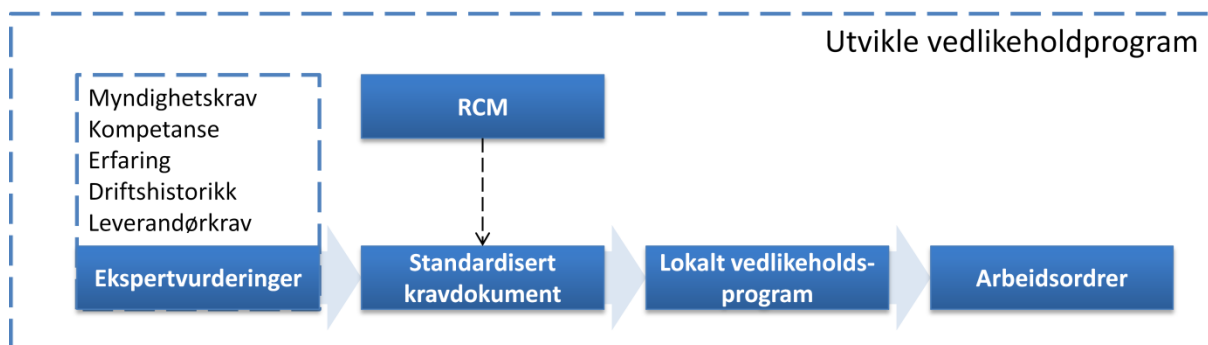 Utvikle vedlikeholdprogram
Myndighetskrav
Kompetanse
Erfaring
Driftshistorikk
Leverandørkrav
RCM
Ekspertvurderinger
Standardisert
kravdokument
Lokalt vedlikeholds-
program
Arbeidsordrer